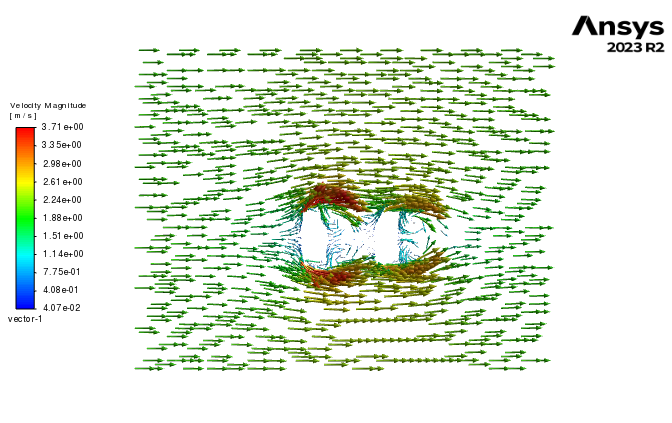 Ansys
2023 R2
Velocity Magnitude
[ m/s ]
3.71e+00
3.35e+00
2.98e+00
2.61e+00
2.24e+00
1.88e+00
1.51e+00
1.14e+00
7.75e-01
4.08e-01
4.07e-02
vector-1